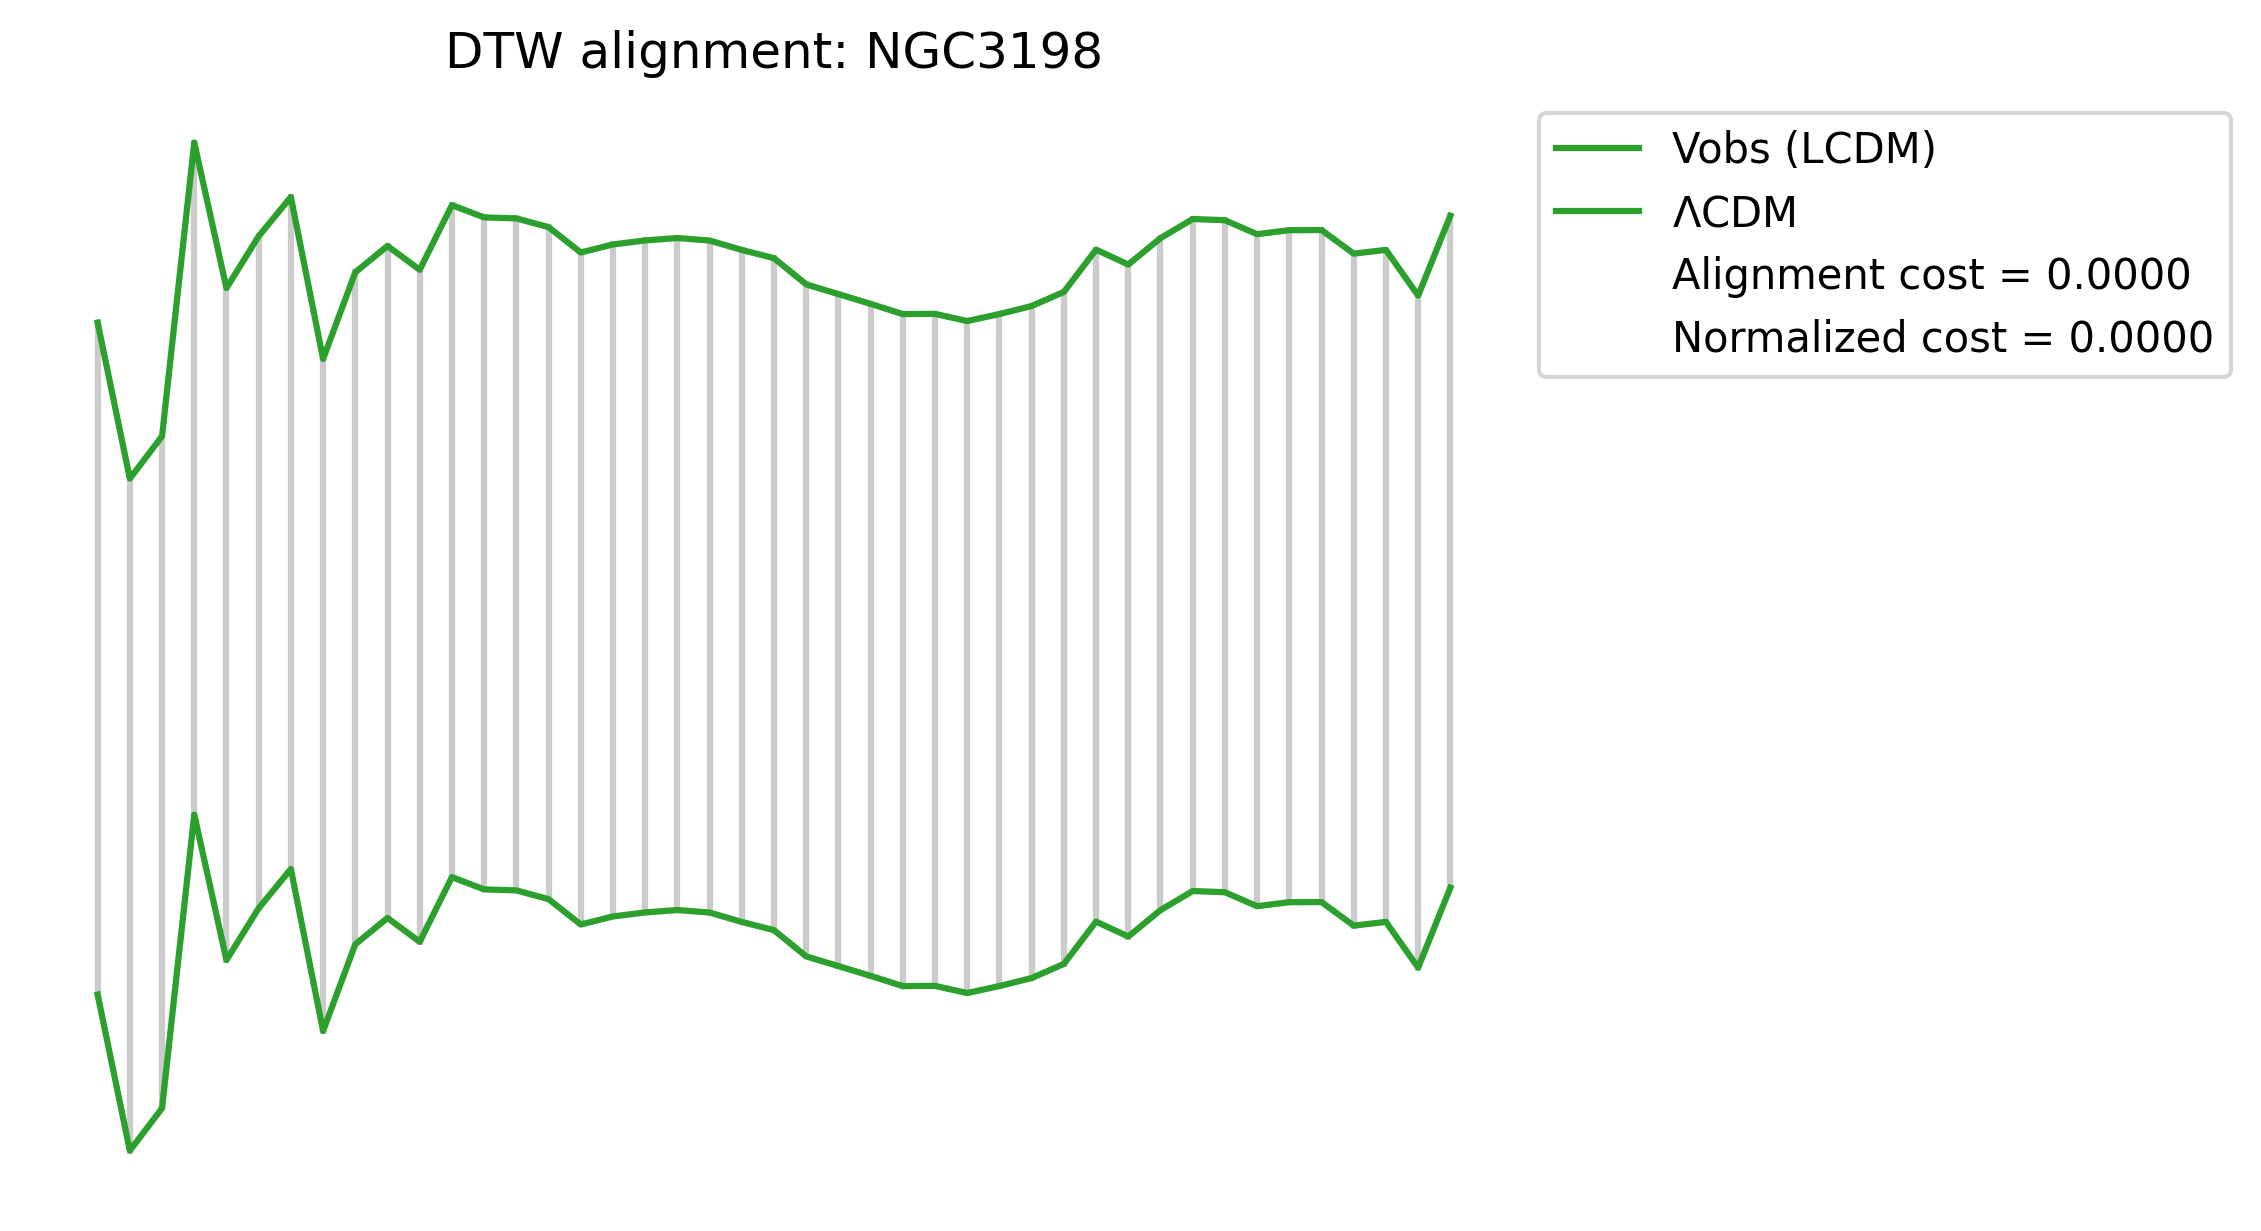 DTW alignment: NGC3198
Vobs (LCDM)
ΛCDM
Alignment cost = 0.0000
Normalized cost = 0.0000